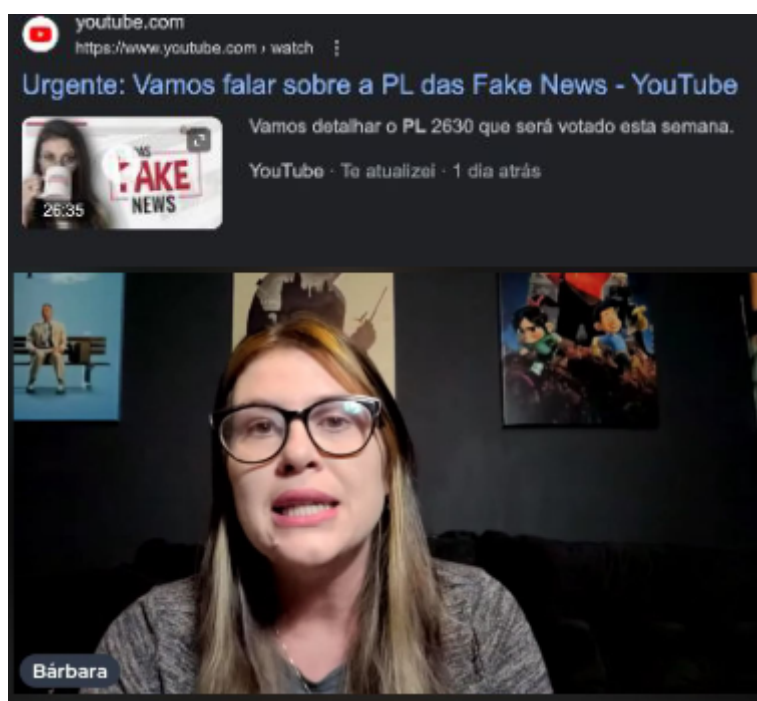 youtube.com
https://www.youtube.com › watch
Urgente: Vamos falar sobre a PL das Fake News - YouTube
Vamos detalhar o PL 2630 que será votado esta semana.
YouTube · Te atualizei · 1 dia atrás
AS
FAKE
NEWS
26:35
Bárbara